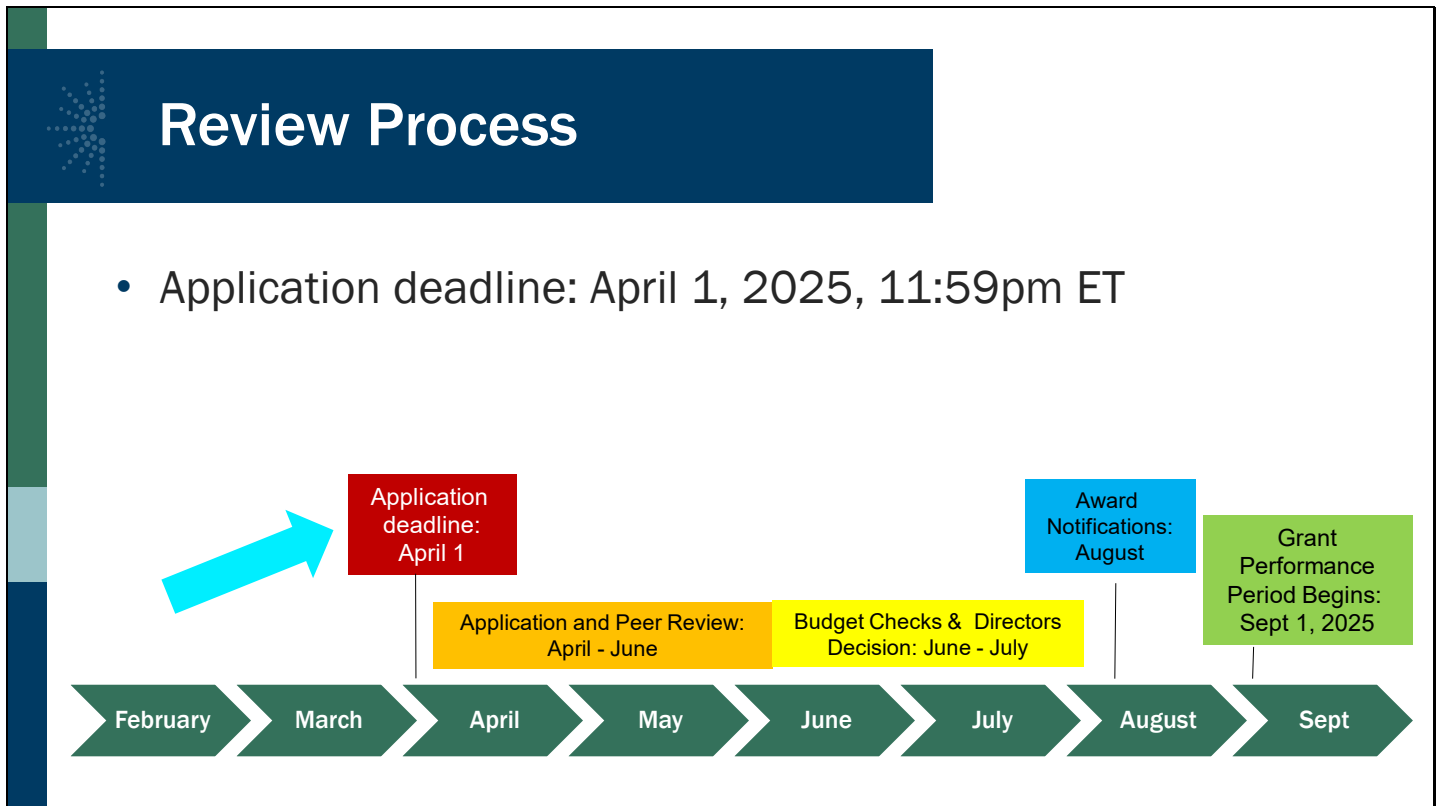 Review Process
• Application deadline: April 1, 2025, 11:59pm ET
Application
deadline:
April 1
Award
Notifications:
August
Grant
Performance
Period Begins:
Sept 1, 2025
Application and Peer Review:
April - June
Budget Checks & Directors
Decision: June - July
February
March
April
May
June
July
August
Sept